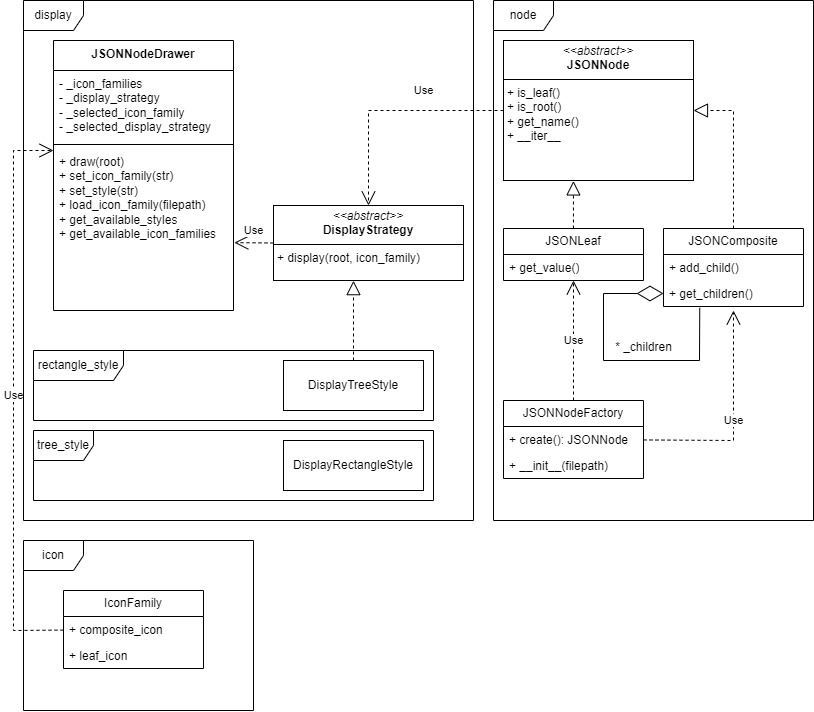 display
JSONNodeDrawer
- _icon_families
- _display_strategy
- _selected_icon_family
- _selected_display_strategy
+ draw(root)
+ set_icon_family(str)
+ set_style(str)
+ load_icon_family(filepath)
+ get_available_styles
+ get_available_icon_families
Use
<<abstract>>
DisplayStrategy
+ display(root, icon_family)
Use
rectangle_style
DisplayTreeStyle
tree_style
DisplayRectangleStyle
Use
node
<<abstract>>
JSONNode
+ is_leaf()
+ is_root()
+ get_name()
+ __iter__
JSONLeaf
+ get_value()
JSONComposite
+ add_child()
+ get_children()
* _children
Use
JSONNodeFactory
+ create(): JSONNode
+ __init__(filepath)
Use
icon
IconFamily
+ composite_icon
+ leaf_icon